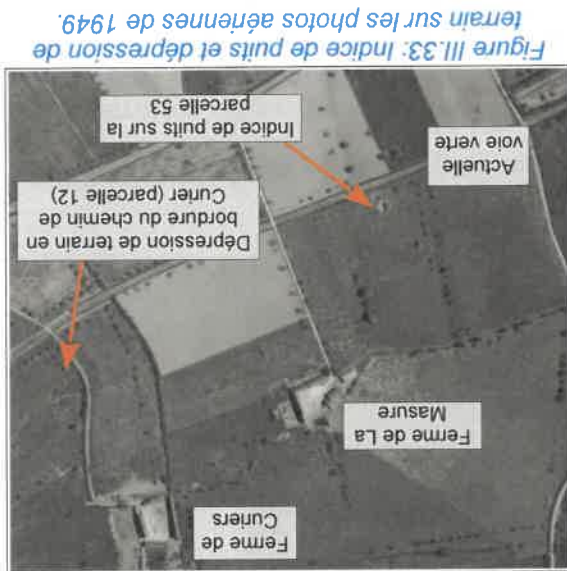 Ferme de
Curiers
Ferme de La
Masure
Dépression de terrain en
bordure du chemin de
Curier (parcelle 12)
Actuelle
voie verte
Indice de puits sur la
parcelle 53
Figure III.33: Indice de puits et dépression de
terrain sur les photos aériennes de 1949.